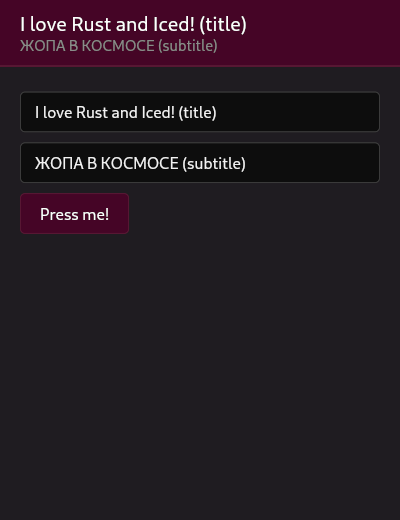 I love Rust and Iced! (title)
ЖОПА В КОСМОСЕ (subtitle)
I love Rust and Iced! (title)
ЖОПА В КОСМОСЕ (subtitle)
Press me!